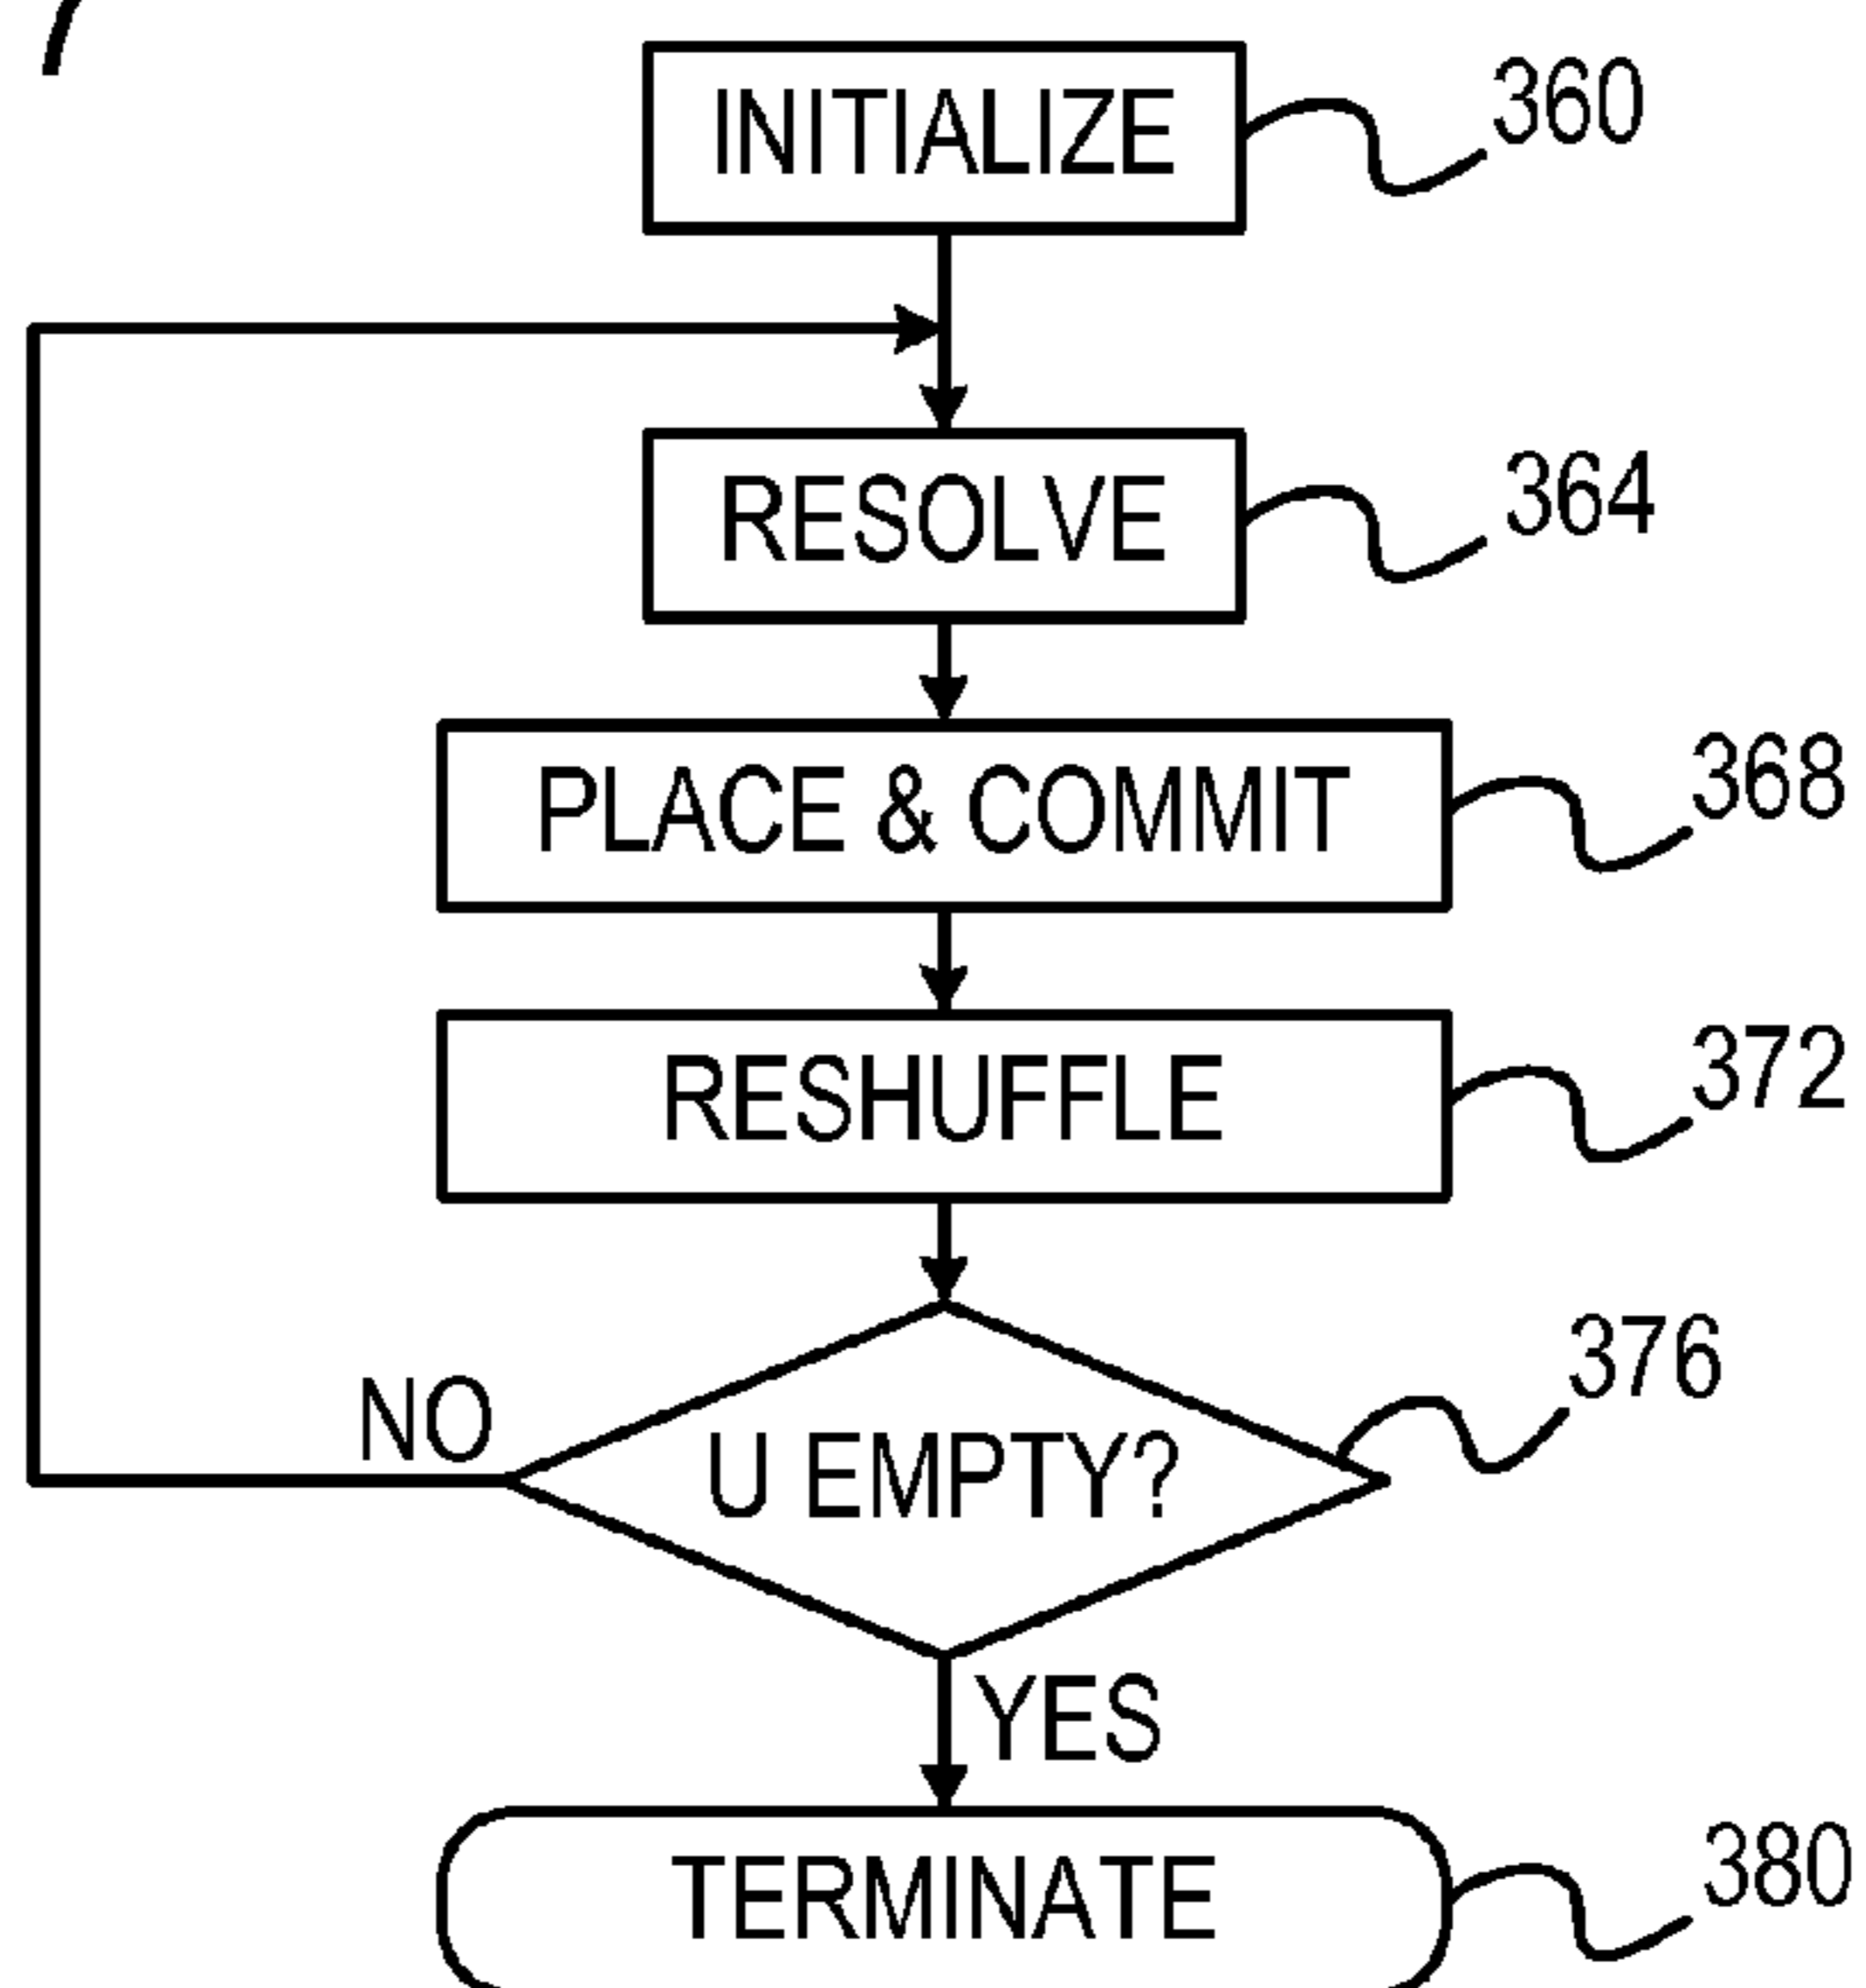 INITIALIZE
360
RESOLVE
364
PLACE & COMMIT
368
RESHUFFLE
372
376
NO
U EMPTY?
YES
TERMINATE
380